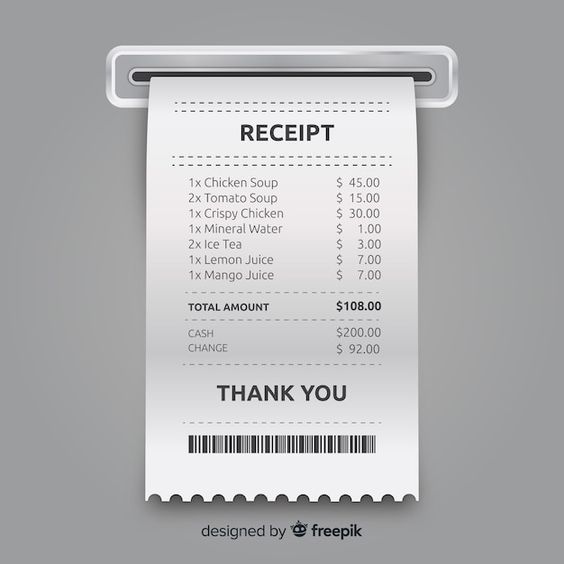 RECEIPT
1x Chicken Soup $ 45.00
2x Tomato Soup $ 15.00
1x Crispy Chicken $ 30.00
1x Mineral Water $ 1.00
2x Ice Tea $ 3.00
1x Lemon Juice $ 7.00
1x Mango Juice $ 7.00
TOTAL AMOUNT $108.00
CASH $200.00
CHANGE $ 92.00
THANK YOU
designed by freepik